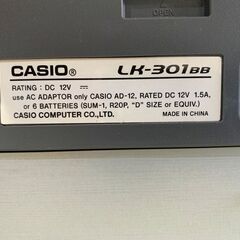 OPEN
CASIO® LK-301BB
RATING : DC 12V ⎓
use AC ADAPTOR only CASIO AD-12, RATED DC 12V 1.5A,
or 6 BATTERIES (SUM-1, R20P, "D" SIZE or EQUIV.)
CASIO COMPUTER CO.,LTD. MADE IN CHINA